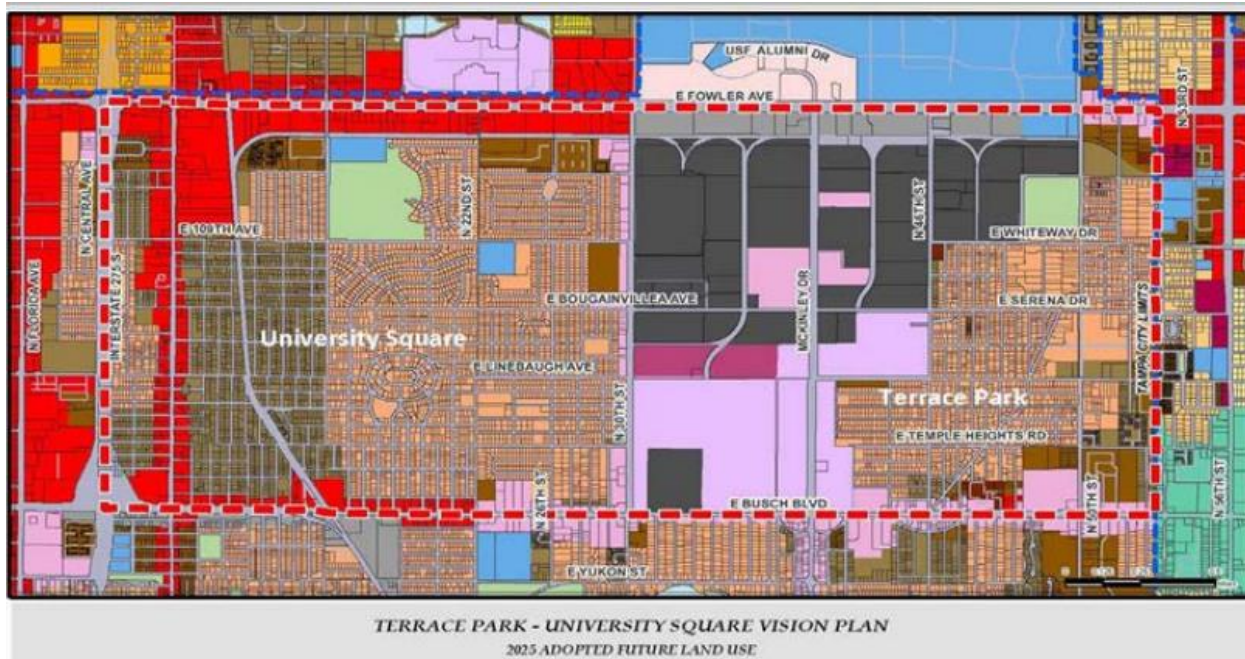 USF ALUMNI DR
E FOWLER AVE
N 53RD ST
N CENTRAL AVE
N 22ND ST
E 109TH AVE
N 46TH ST
E WHITEWAY DR
N FLORIDA AVE
INTERSTATE 275 S
E BOUGAINVILLEA AVE
MCKINLEY DR
E SERENA DR
University Square
E LINEBAUGH AVE
TAMPA CITY LIMITS
N 30TH ST
Terrace Park
E TEMPLE HEIGHTS RD
N 26TH ST
E BUSCH BLVD
N 50TH ST
N 56TH ST
E YUKON ST
TERRACE PARK - UNIVERSITY SQUARE VISION PLAN
2025 ADOPTED FUTURE LAND USE